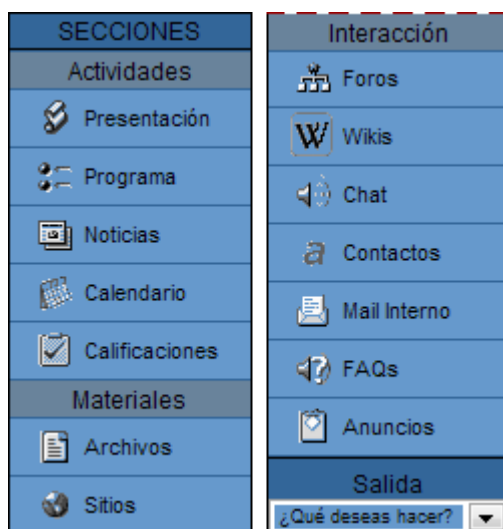 SECCIONES
Actividades
Presentación
Programa
Noticias
Calendario
Calificaciones
Materiales
Archivos
Sitios
Interacción
Foros
W Wikis
Chat
a Contactos
Mail Interno
? FAQs
Anuncios
Salida
¿Qué deseas hacer?